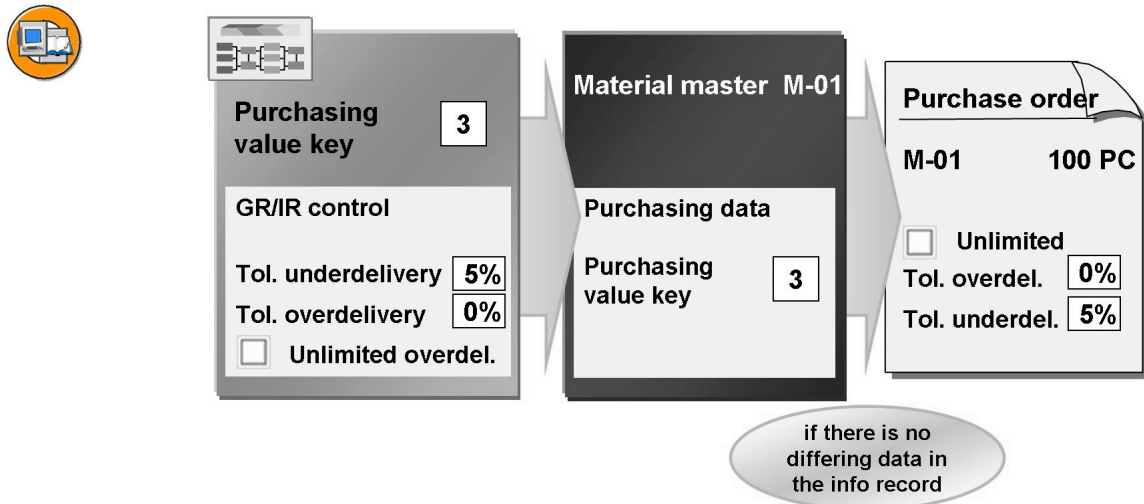 Purchasing
value key
3
GR/IR control
Tol. underdelivery 5%
Tol. overdelivery 0%
Unlimited overdel.
Material master M-01
Purchasing data
Purchasing
value key
3
Purchase order
M-01 100 PC
Unlimited
Tol. overdel. 0%
Tol. underdel. 5%
if there is no
differing data in
the info record